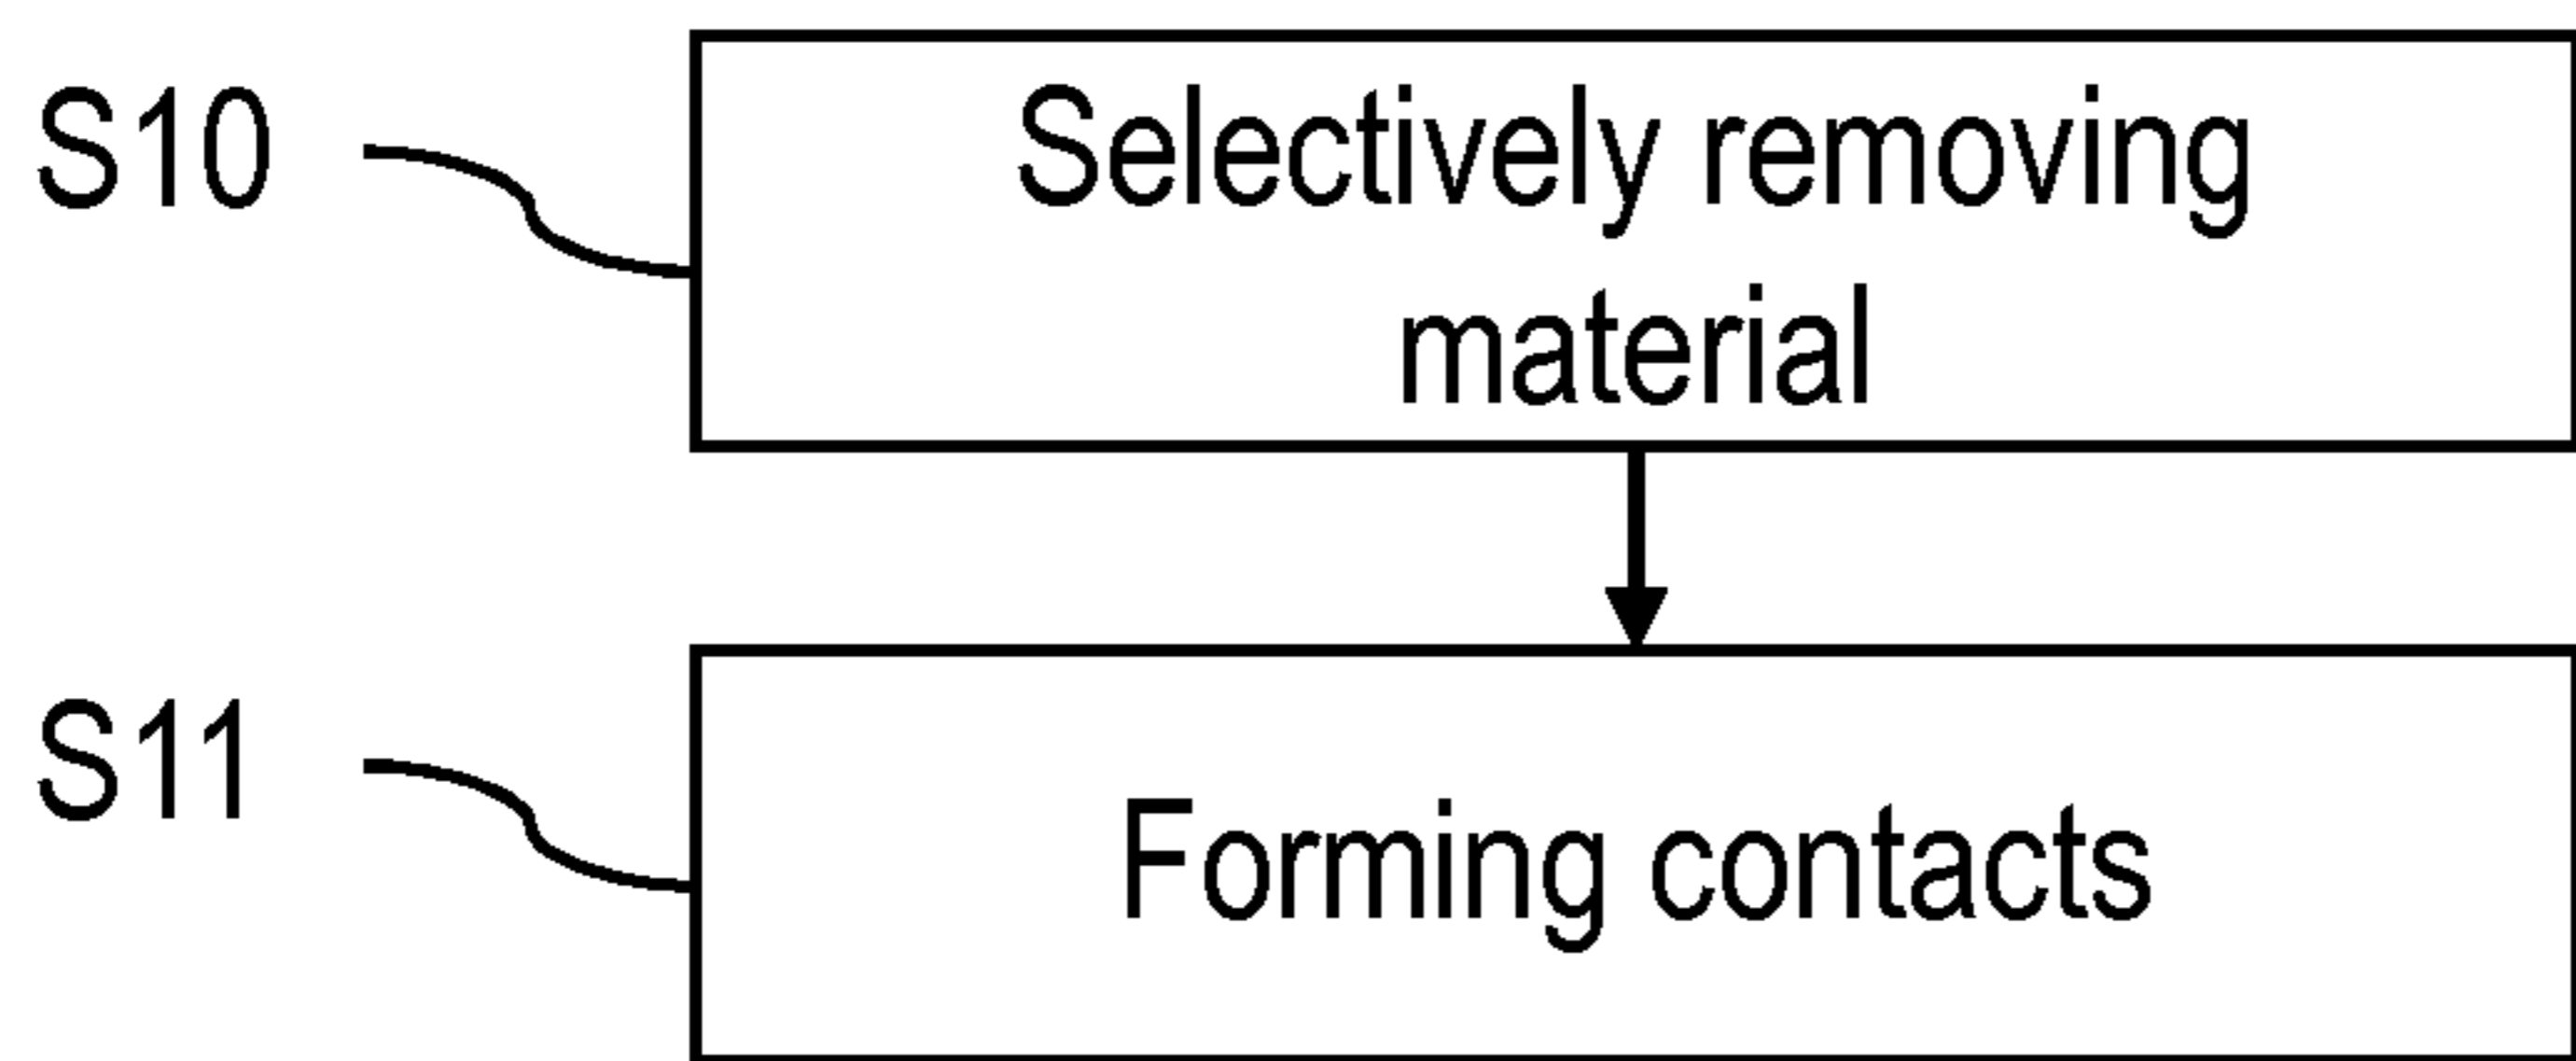 S10
Selectively removing
material
S11
Forming contacts